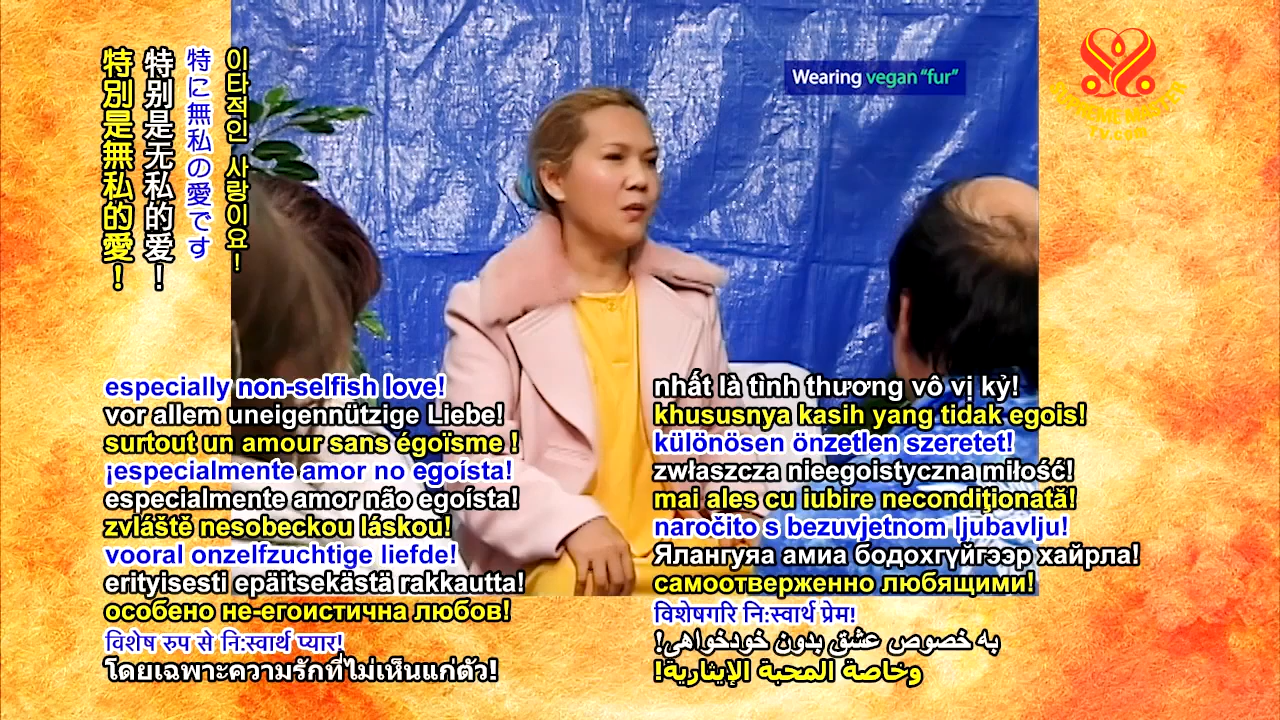 Wearing vegan “fur”
SUPREME MASTER
TV.com
이타적인 사랑이요!
特に無私の愛です
特别是无私的爱！
特別是無私的愛！
especially non-selfish love!
vor allem uneigennützige Liebe!
surtout un amour sans égoïsme !
¡especialmente amor no egoísta!
especialmente amor não egoísta!
zvláště nesobeckou láskou!
vooral onzelfzuchtige liefde!
erityisesti epäitsekästä rakkautta!
особено не-егоистична любов!
विशेष रुप से नि:स्वार्थ प्यार!
โดยเฉพาะความรักที่ไม่เห็นแก่ตัว!
nhất là tình thương vô vị kỷ!
khususnya kasih yang tidak egois!
különösen önzetlen szeretet!
zwłaszcza nieegoistyczna miłość!
mai ales cu iubire necondiţionată!
naročito s bezuvjetnom ljubavlju!
Ялангуяа амиа бодохгүйгээр хайрла!
самоотверженно любящими!
विशेषगरि नि:स्वार्थ प्रेम!
به خصوص عشق بدون خودخواهی!
وخاصة المحبة الإيثارية!